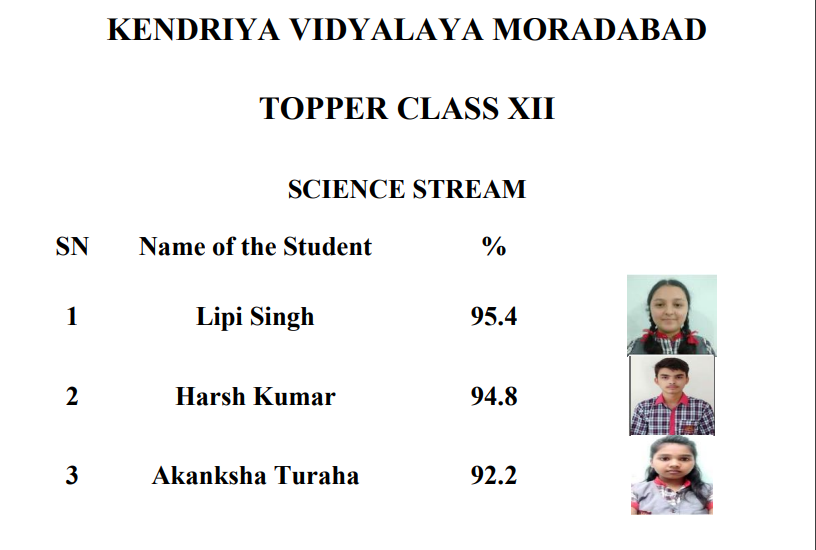 KENDRIYA VIDYALAYA MORADABAD
TOPPER CLASS XII
SCIENCE STREAM
SN Name of the Student %
1 Lipi Singh 95.4
2 Harsh Kumar 94.8
3 Akanksha Turaha 92.2